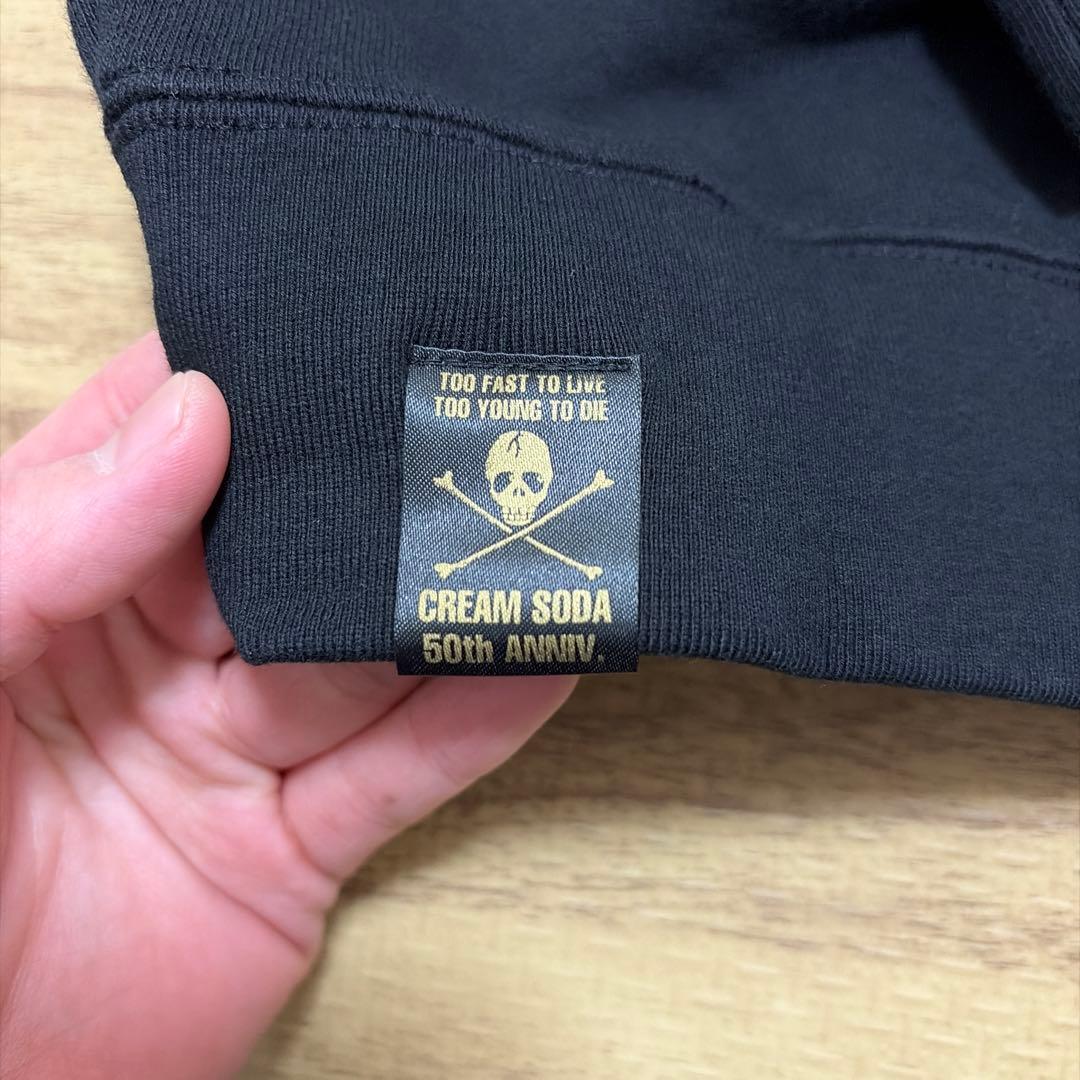 TOO FAST TO LIVE
TOO YOUNG TO DIE
CREAM SODA
50th ANNIV.